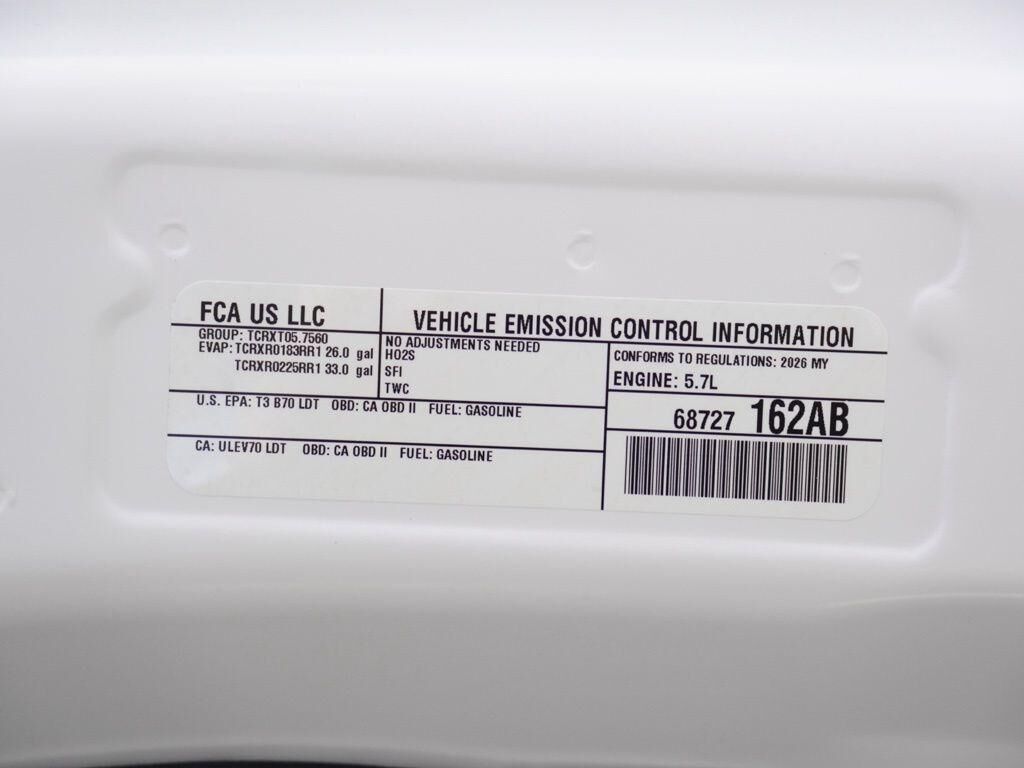 FCA US LLC
VEHICLE EMISSION CONTROL INFORMATION
GROUP: TCRXT05.7560
EVAP: TCRXR0183RR1 26.0 gal
TCRXR0225RR1 33.0 gal
NO ADJUSTMENTS NEEDED
HO2S
SFI
TWC
CONFORMS TO REGULATIONS: 2026 MY
ENGINE: 5.7L
U.S. EPA: T3 B70 LDT OBD: CA OBD II FUEL: GASOLINE
68727 162AB
CA: ULEV70 LDT OBD: CA OBD II FUEL: GASOLINE